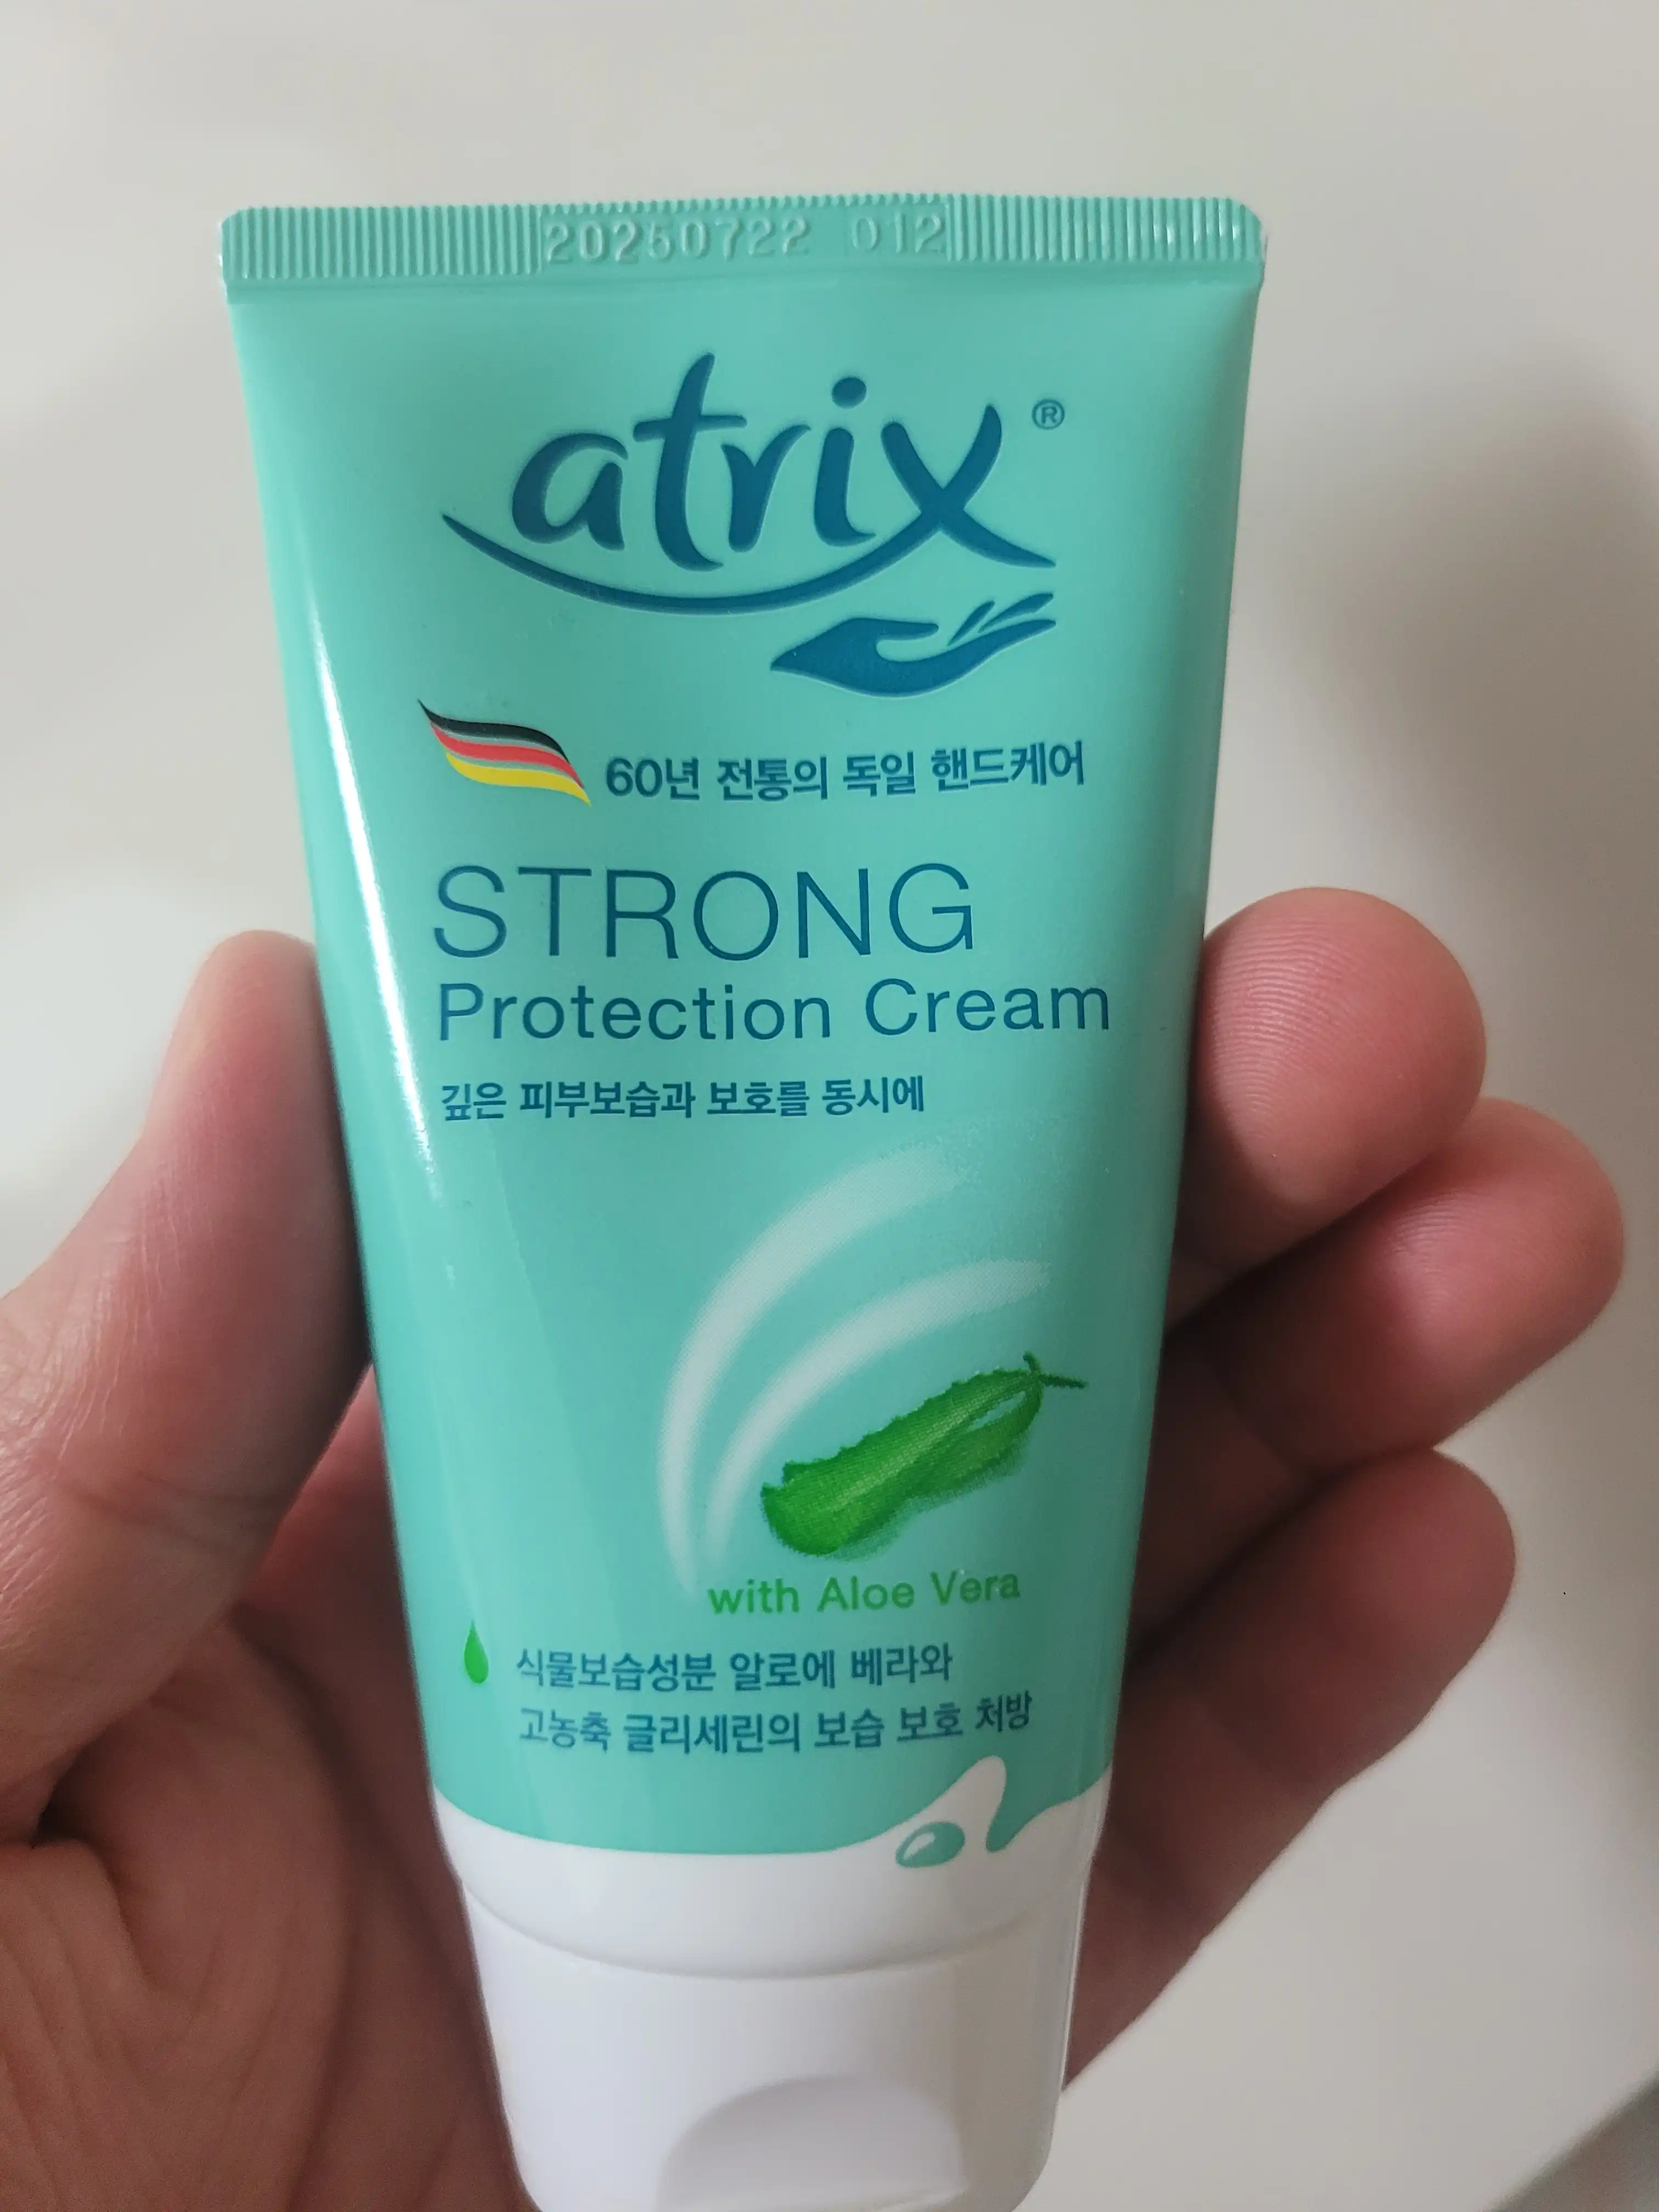 20250722 012
atrix®
60년 전통의 독일 핸드케어
STRONG
Protection Cream
깊은 피부보습과 보호를 동시에
with Aloe Vera
식물보습성분 알로에 베라와
고농축 글리세린의 보습 보호 처방